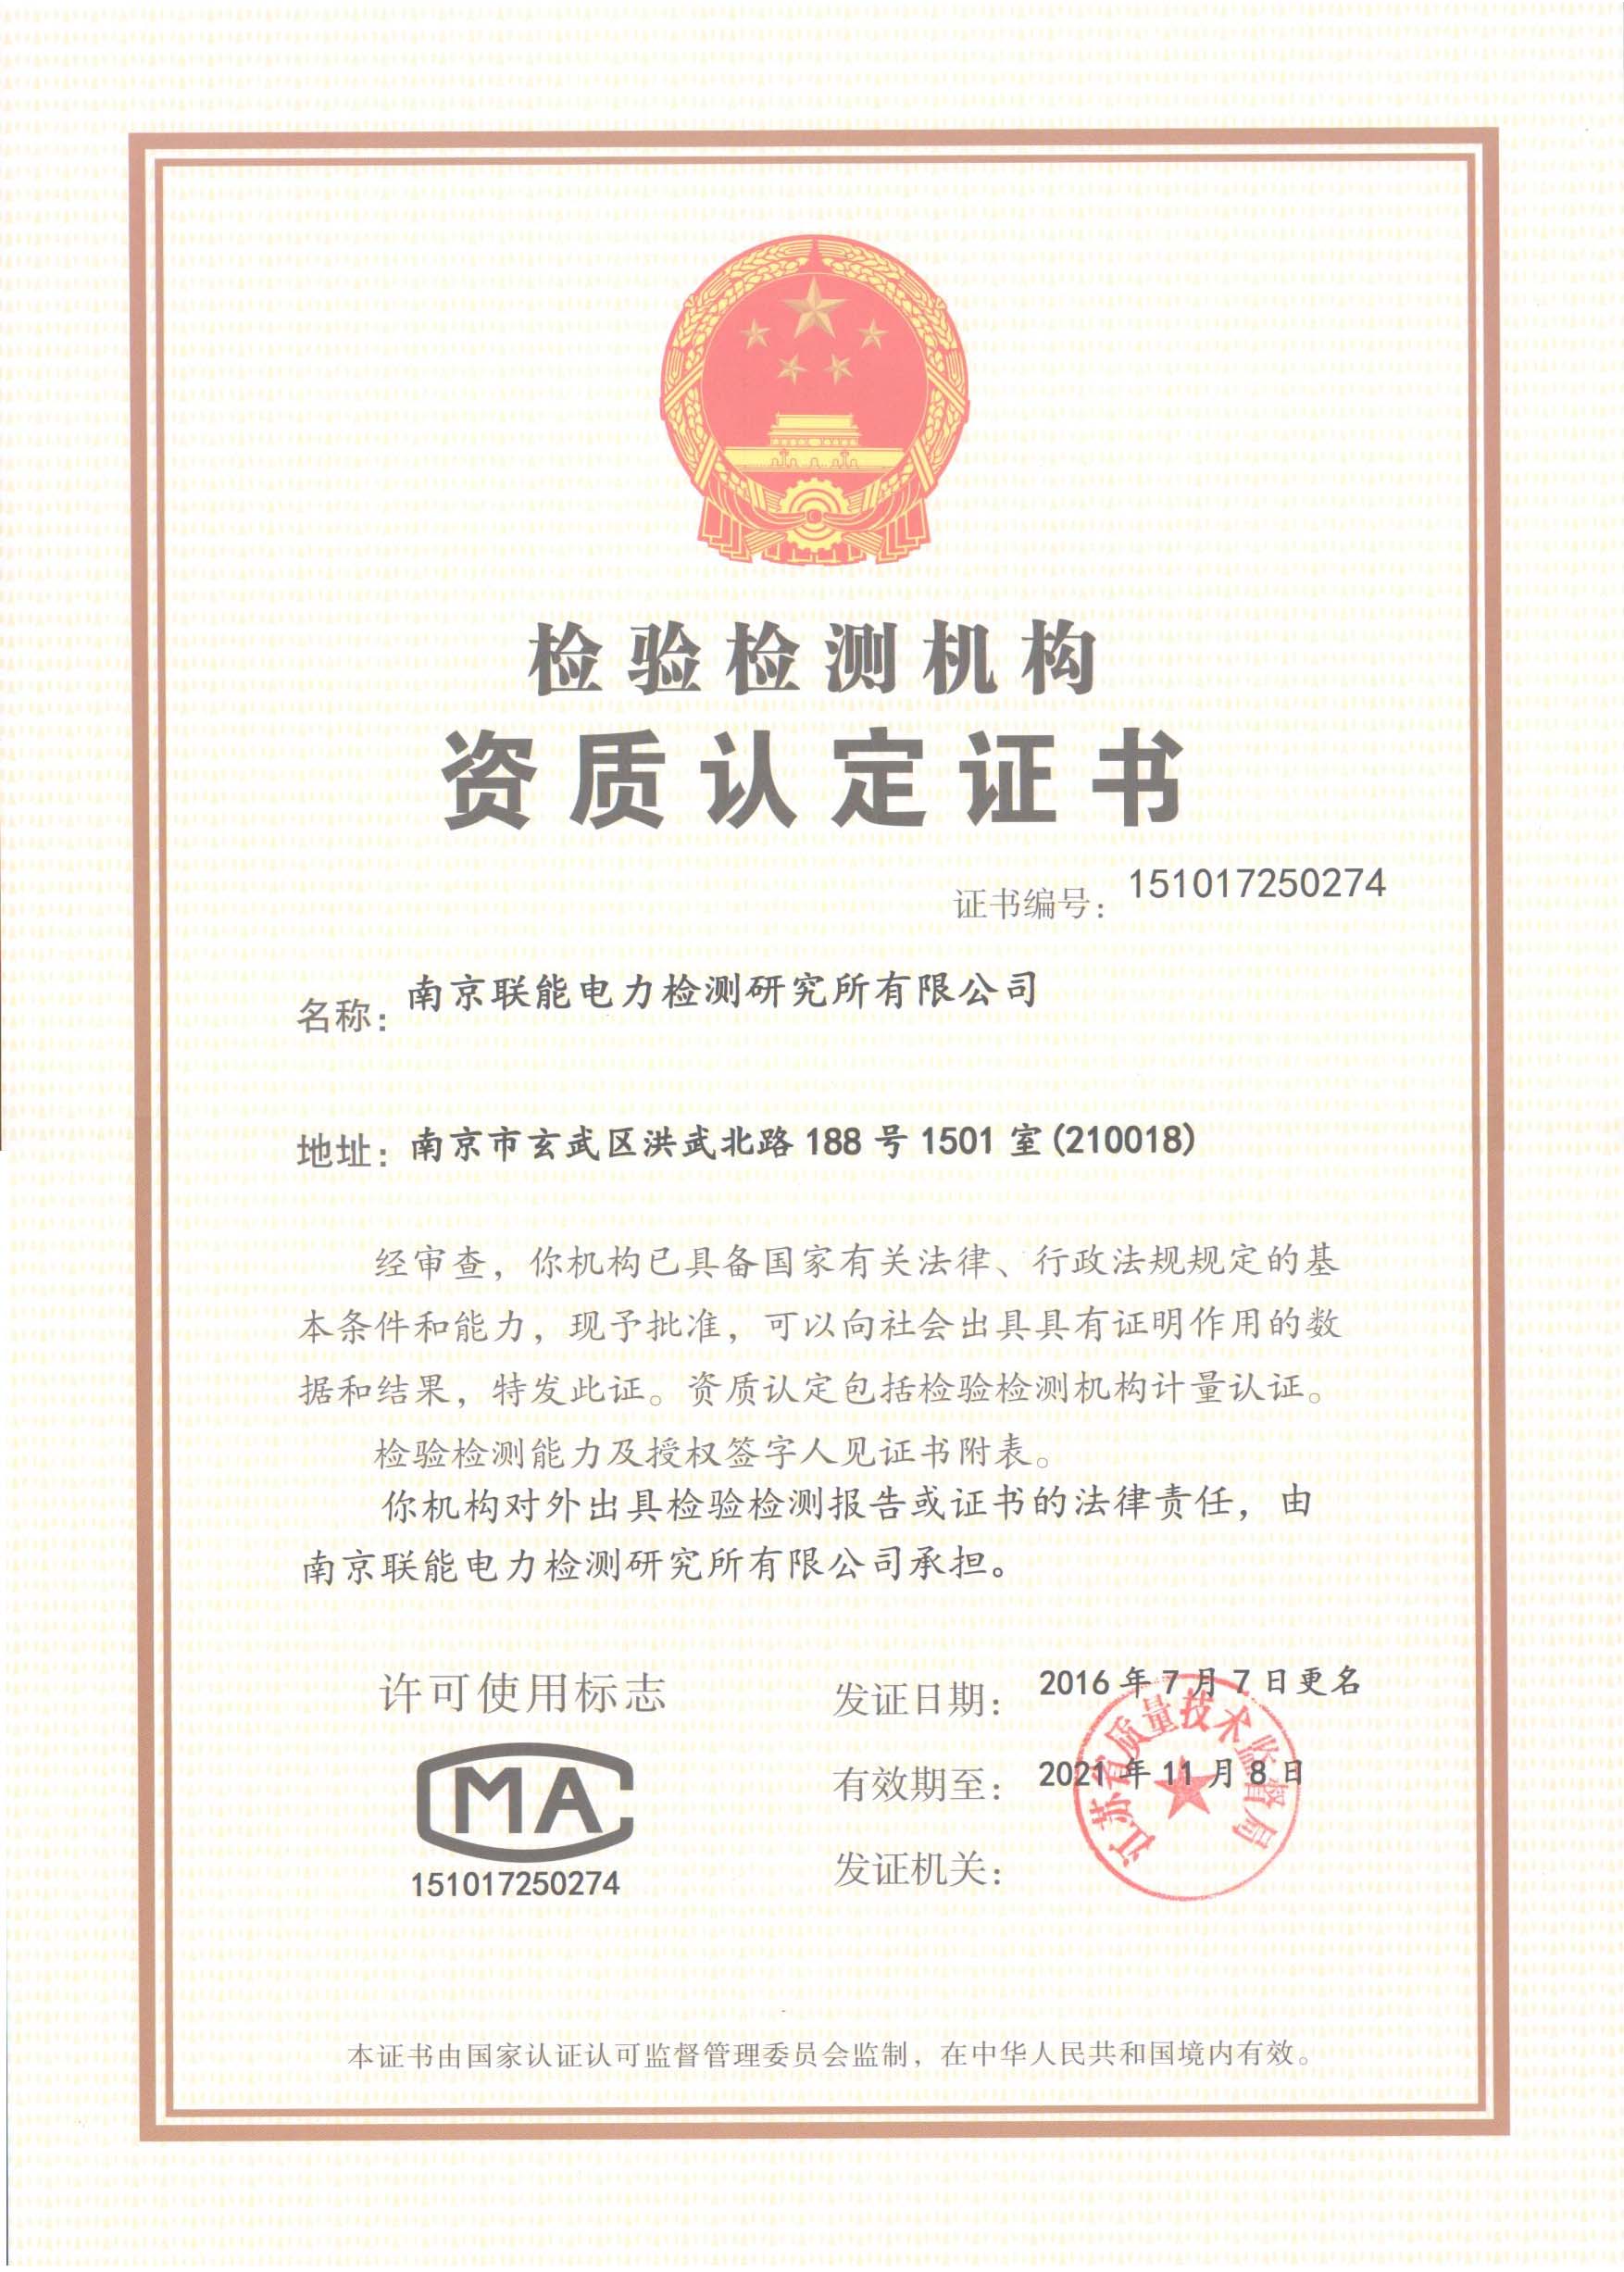 检验检测机构
资质认定证书
证书编号：151017250274
名称：南京联能电力检测研究所有限公司
地址：南京市玄武区洪武北路188号1501室(210018)
经审查，你机构已具备国家有关法律、行政法规规定的基
本条件和能力，现予批准，可以向社会出具具有证明作用的数
据和结果，特发此证。资质认定包括检验检测机构计量认证。
检验检测能力及授权签字人见证书附表。
你机构对外出具检验检测报告或证书的法律责任，由
南京联能电力检测研究所有限公司承担。
许可使用标志
MA
151017250274
发证日期：2016年7月7日更名
有效期至：2021年11月8日
发证机关：
江苏省质量技术监督局
本证书由国家认证认可监督管理委员会监制，在中华人民共和国境内有效。